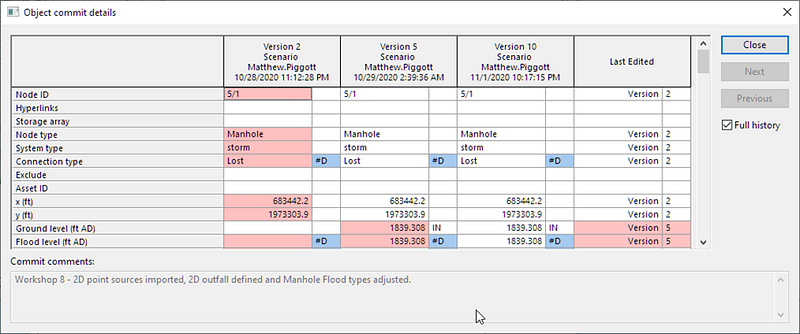 Object commit details
Version 2 Version 5 Version 10 Last Edited
Scenario Scenario Scenario
Matthew.Piggott Matthew.Piggott Matthew.Piggott
10/28/2020 11:12:28 PM 10/29/2020 2:39:36 AM 11/1/2020 10:17:15 PM
Close
Next
Previous
Full history
Node ID 5/1 5/1 5/1 Version 2
Hyperlinks
Storage array
Node type Manhole Manhole Manhole Version 2
System type storm storm storm Version 2
Connection type Lost #D Lost #D Lost #D Version 2
Exclude
Asset ID
x (ft) 683442.2 683442.2 683442.2 Version 2
y (ft) 1973303.9 1973303.9 1973303.9 Version 2
Ground level (ft AD) 1839.308 IN 1839.308 IN Version 5
Flood level (ft AD) #D 1839.308 #D 1839.308 #D Version 5
Commit comments:
Workshop 8 - 2D point sources imported, 2D outfall defined and Manhole Flood types adjusted.